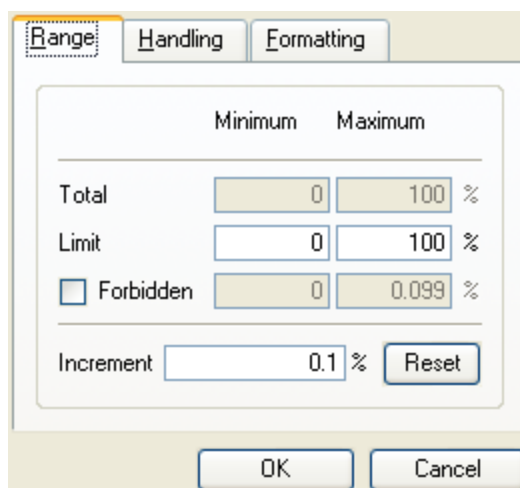 Range Handling Formatting
Minimum Maximum
Total 0 100 %
Limit 0 100 %
Forbidden 0 0.099 %
Increment 0.1 % Reset
OK Cancel